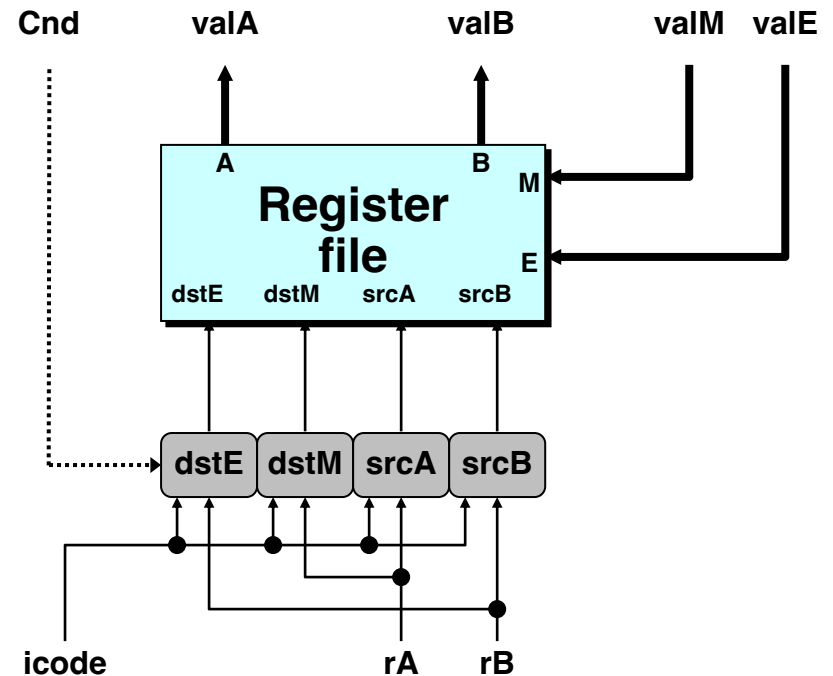 Cnd valA valB valM valE
A B
M
Register
file
E
dstE dstM srcA srcB
dstE dstM srcA srcB
icode rA rB